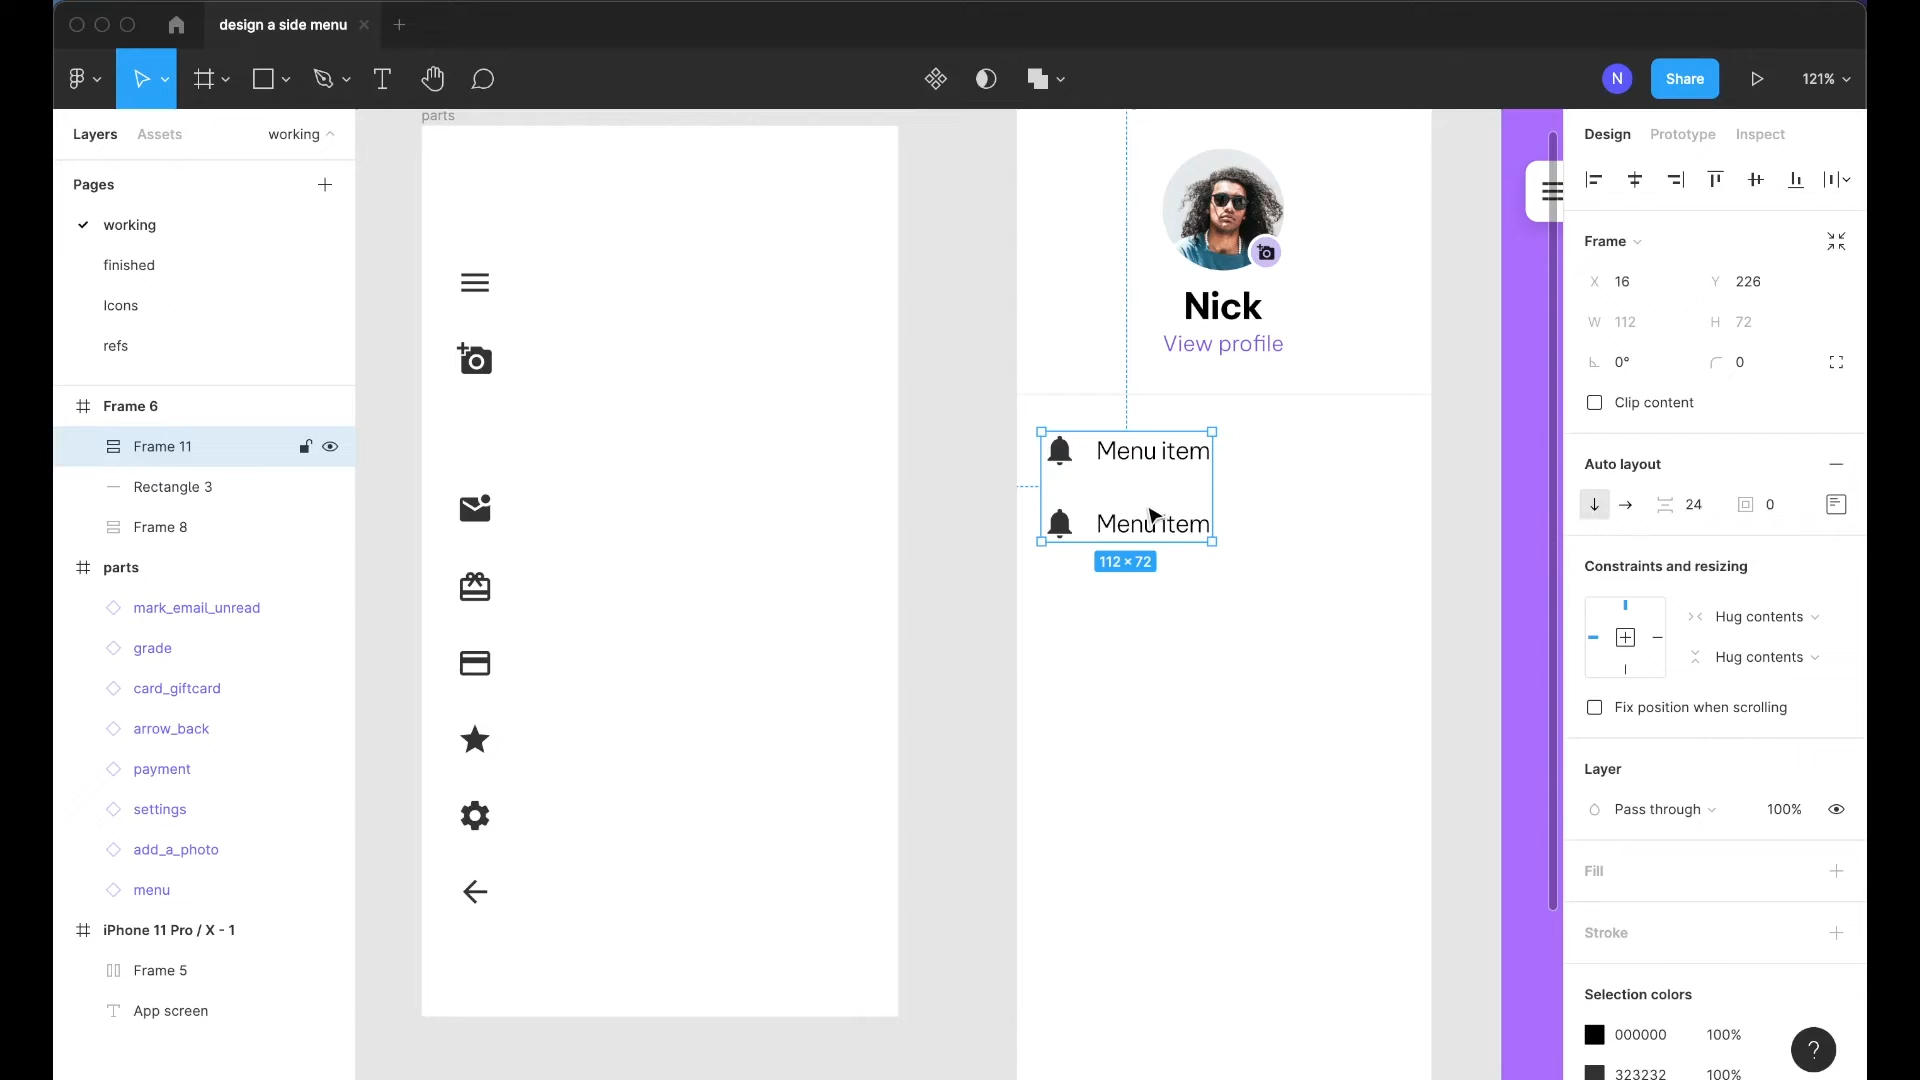 design a side menu
N
Share
121%
Layers
Assets
working
Pages
working
finished
Icons
refs
Frame 6
Frame 11
Rectangle 3
Frame 8
parts
mark_email_unread
grade
card_giftcard
arrow_back
payment
settings
add_a_photo
menu
iPhone 11 Pro / X - 1
Frame 5
App screen
parts
Nick
View profile
Menu item
Menu item
112 × 72
Design
Prototype
Inspect
Frame
X 16
Y 226
W 112
H 72
0°
0
Clip content
Auto layout
24
0
Constraints and resizing
Hug contents
Hug contents
Fix position when scrolling
Layer
Pass through
100%
Fill
Stroke
Selection colors
000000 100%
323232 100%
?